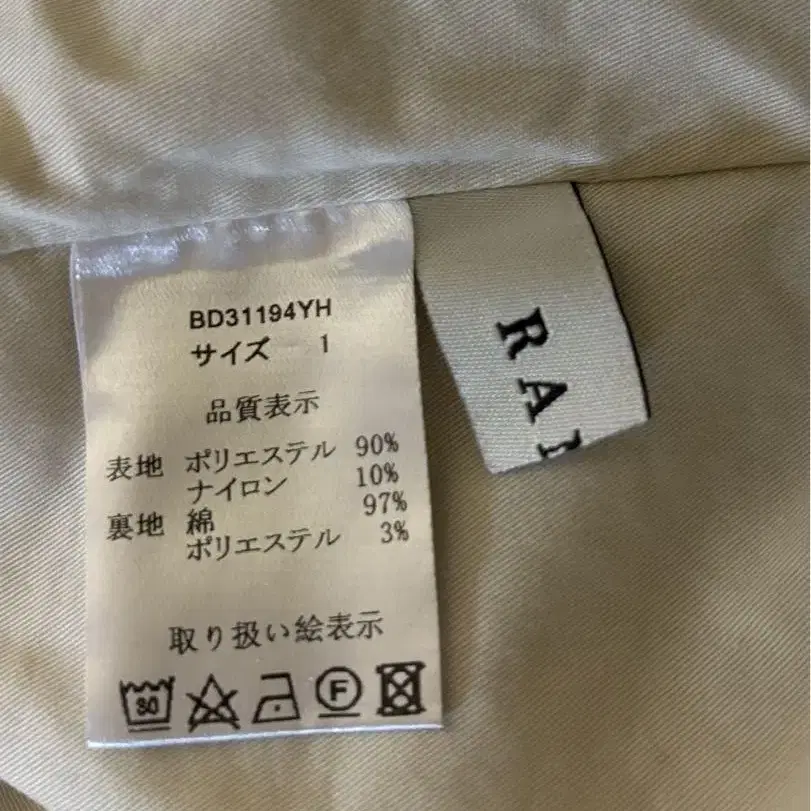 BD31194YH
サイズ 1
品質表示
表地 ポリエステル 90%
ナイロン 10%
裏地 綿 97%
ポリエステル 3%
取り扱い絵表示
30
F